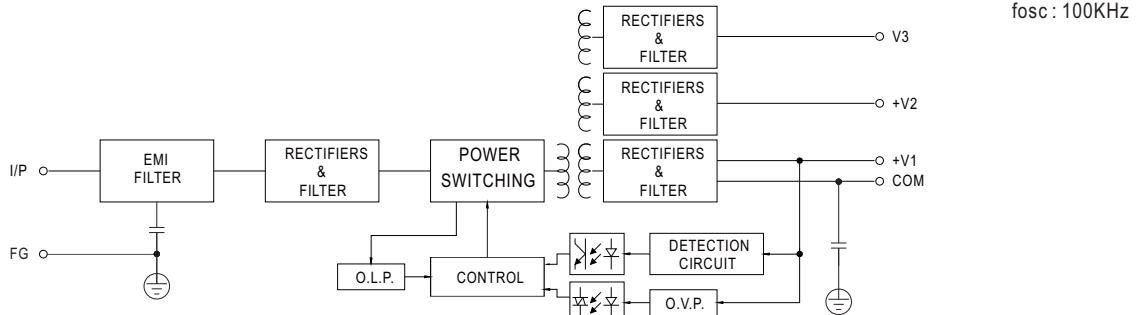 fosc : 100KHz
RECTIFIERS
&
FILTER
V3
RECTIFIERS
&
FILTER
+V2
I/P
EMI
FILTER
RECTIFIERS
&
FILTER
POWER
SWITCHING
RECTIFIERS
&
FILTER
+V1
COM
FG
O.L.P.
CONTROL
DETECTION
CIRCUIT
O.V.P.